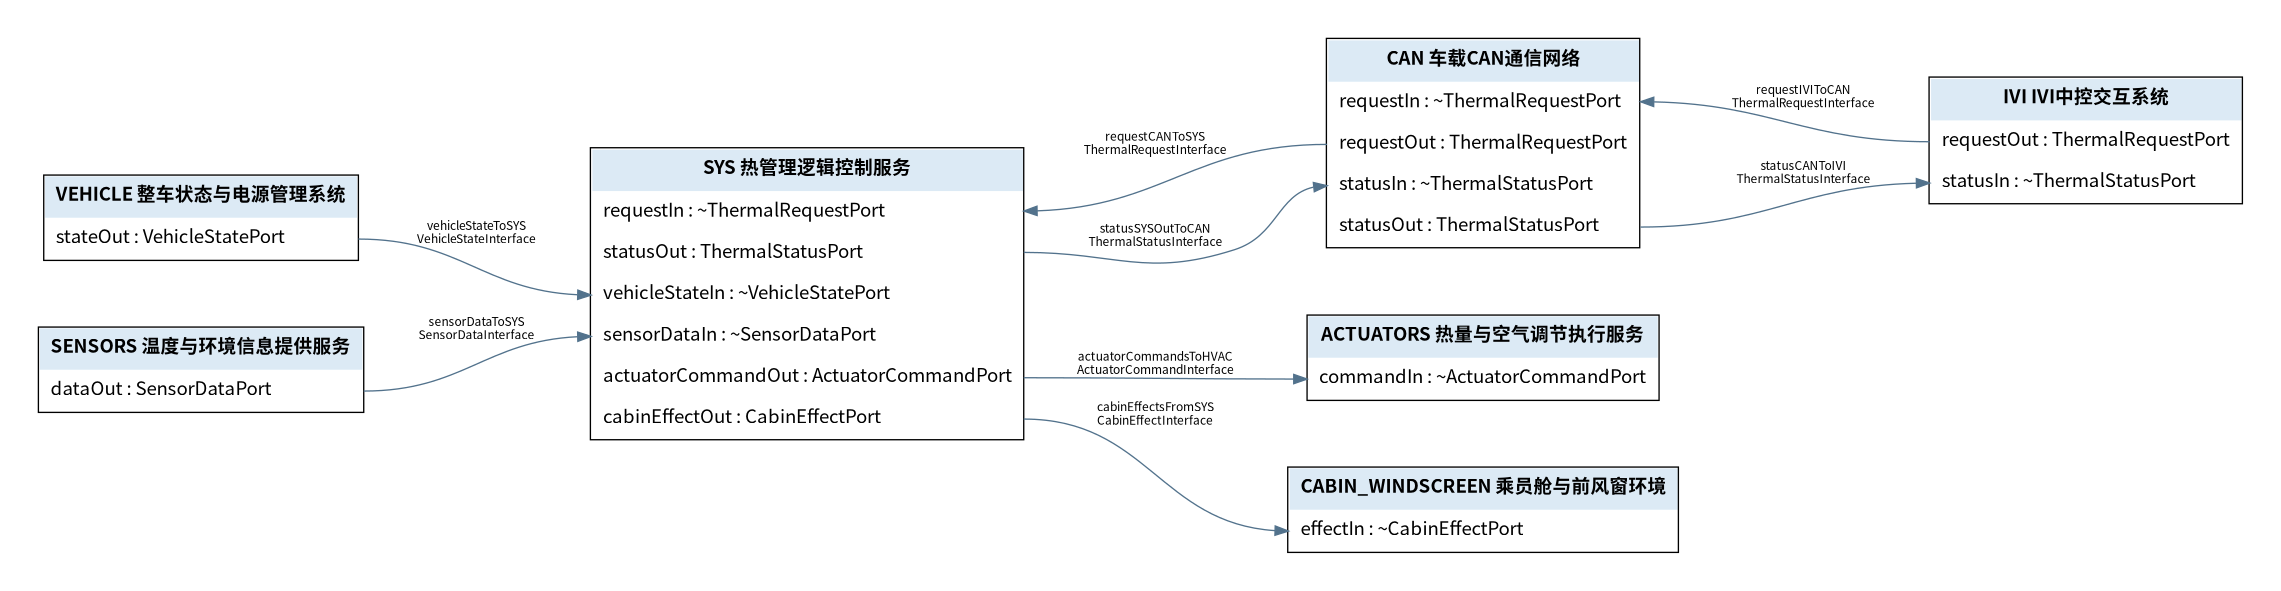 VEHICLE 整车状态与电源管理系统
stateOut : VehicleStatePort
SENSORS 温度与环境信息提供服务
dataOut : SensorDataPort
vehicleStateToSYS
VehicleStateInterface
sensorDataToSYS
SensorDataInterface
SYS 热管理逻辑控制服务
requestIn : ~ThermalRequestPort
statusOut : ThermalStatusPort
vehicleStateIn : ~VehicleStatePort
sensorDataIn : ~SensorDataPort
actuatorCommandOut : ActuatorCommandPort
cabinEffectOut : CabinEffectPort
requestCANToSYS
ThermalRequestInterface
statusSYSOutToCAN
ThermalStatusInterface
actuatorCommandsToHVAC
ActuatorCommandInterface
cabinEffectsFromSYS
CabinEffectInterface
CAN 车载CAN通信网络
requestIn : ~ThermalRequestPort
requestOut : ThermalRequestPort
statusIn : ~ThermalStatusPort
statusOut : ThermalStatusPort
ACTUATORS 热量与空气调节执行服务
commandIn : ~ActuatorCommandPort
CABIN_WINDSCREEN 乘员舱与前风窗环境
effectIn : ~CabinEffectPort
requestIVIToCAN
ThermalRequestInterface
statusCANToIVI
ThermalStatusInterface
IVI IVI中控交互系统
requestOut : ThermalRequestPort
statusIn : ~ThermalStatusPort